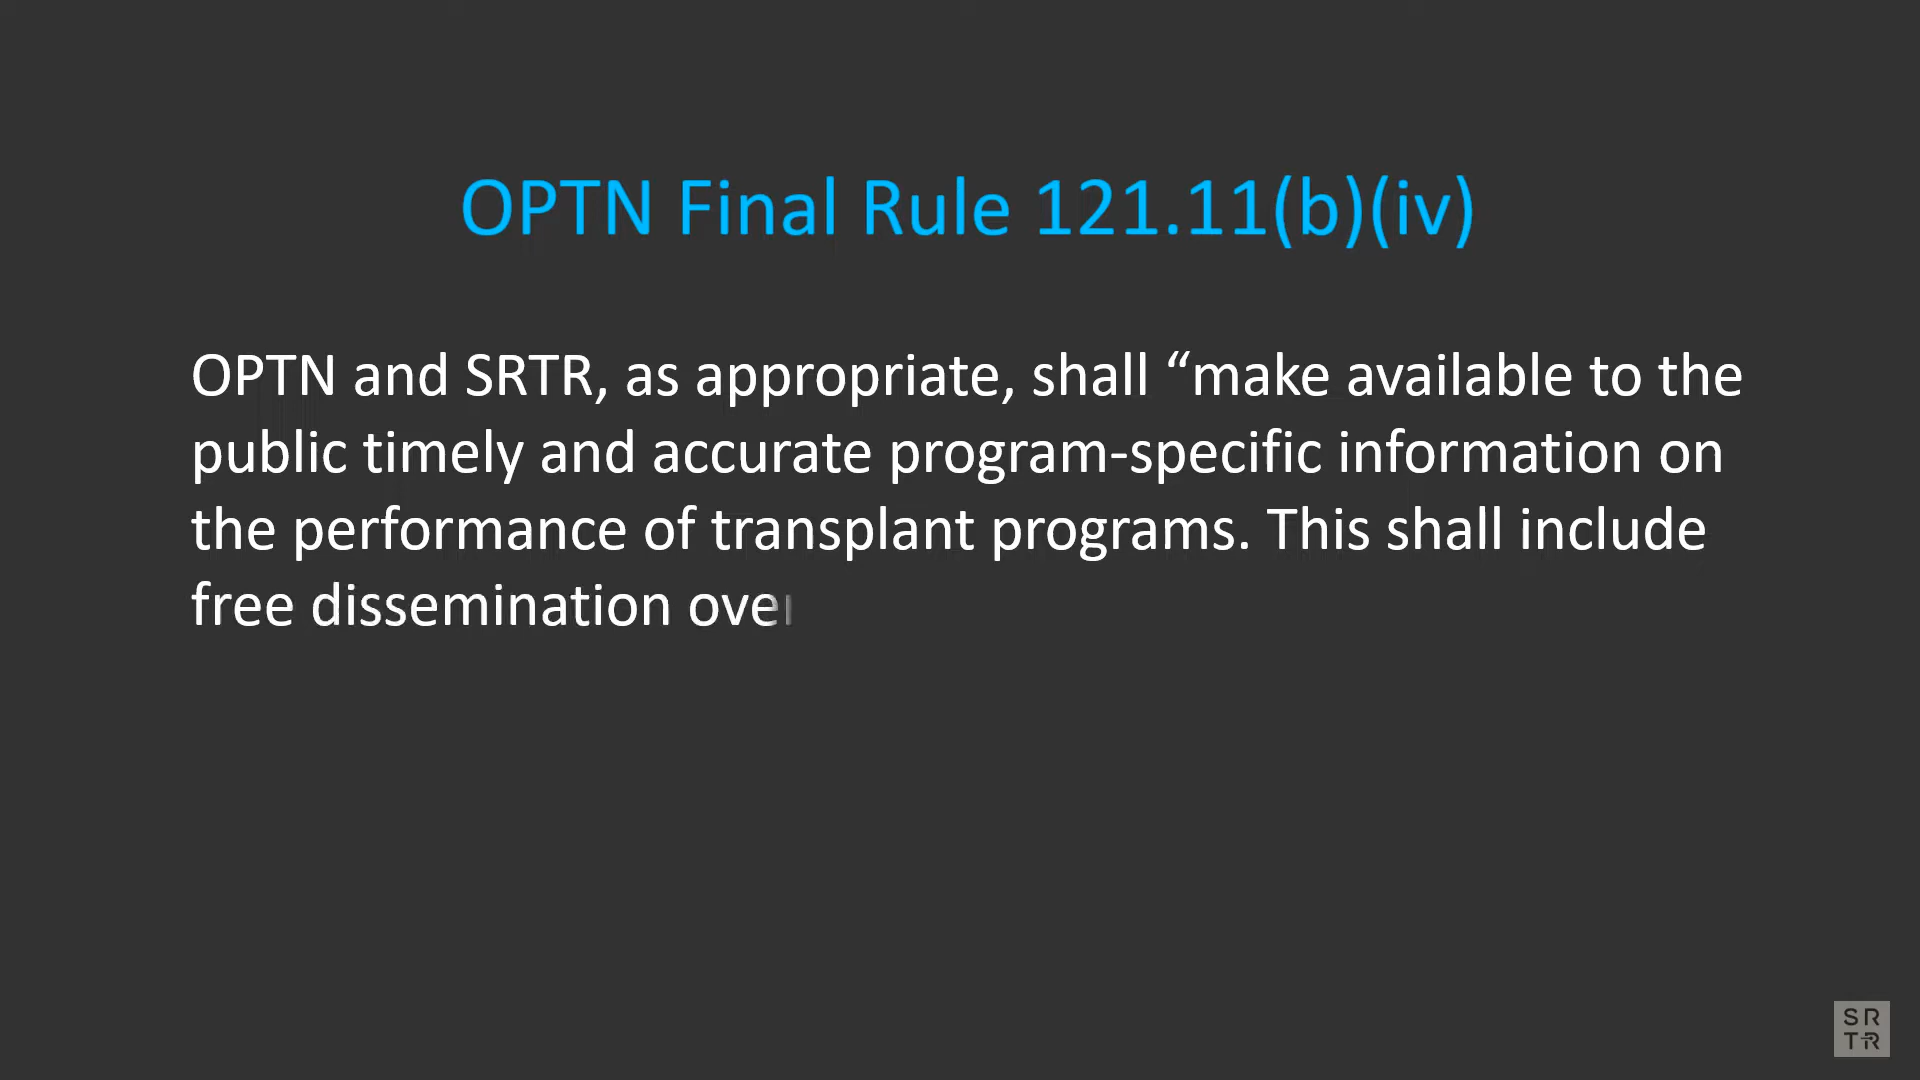 OPTN Final Rule 121.11(b)(iv)
OPTN and SRTR, as appropriate, shall “make available to the
public timely and accurate program-specific information on
the performance of transplant programs. This shall include
free dissemination over
SR
TR